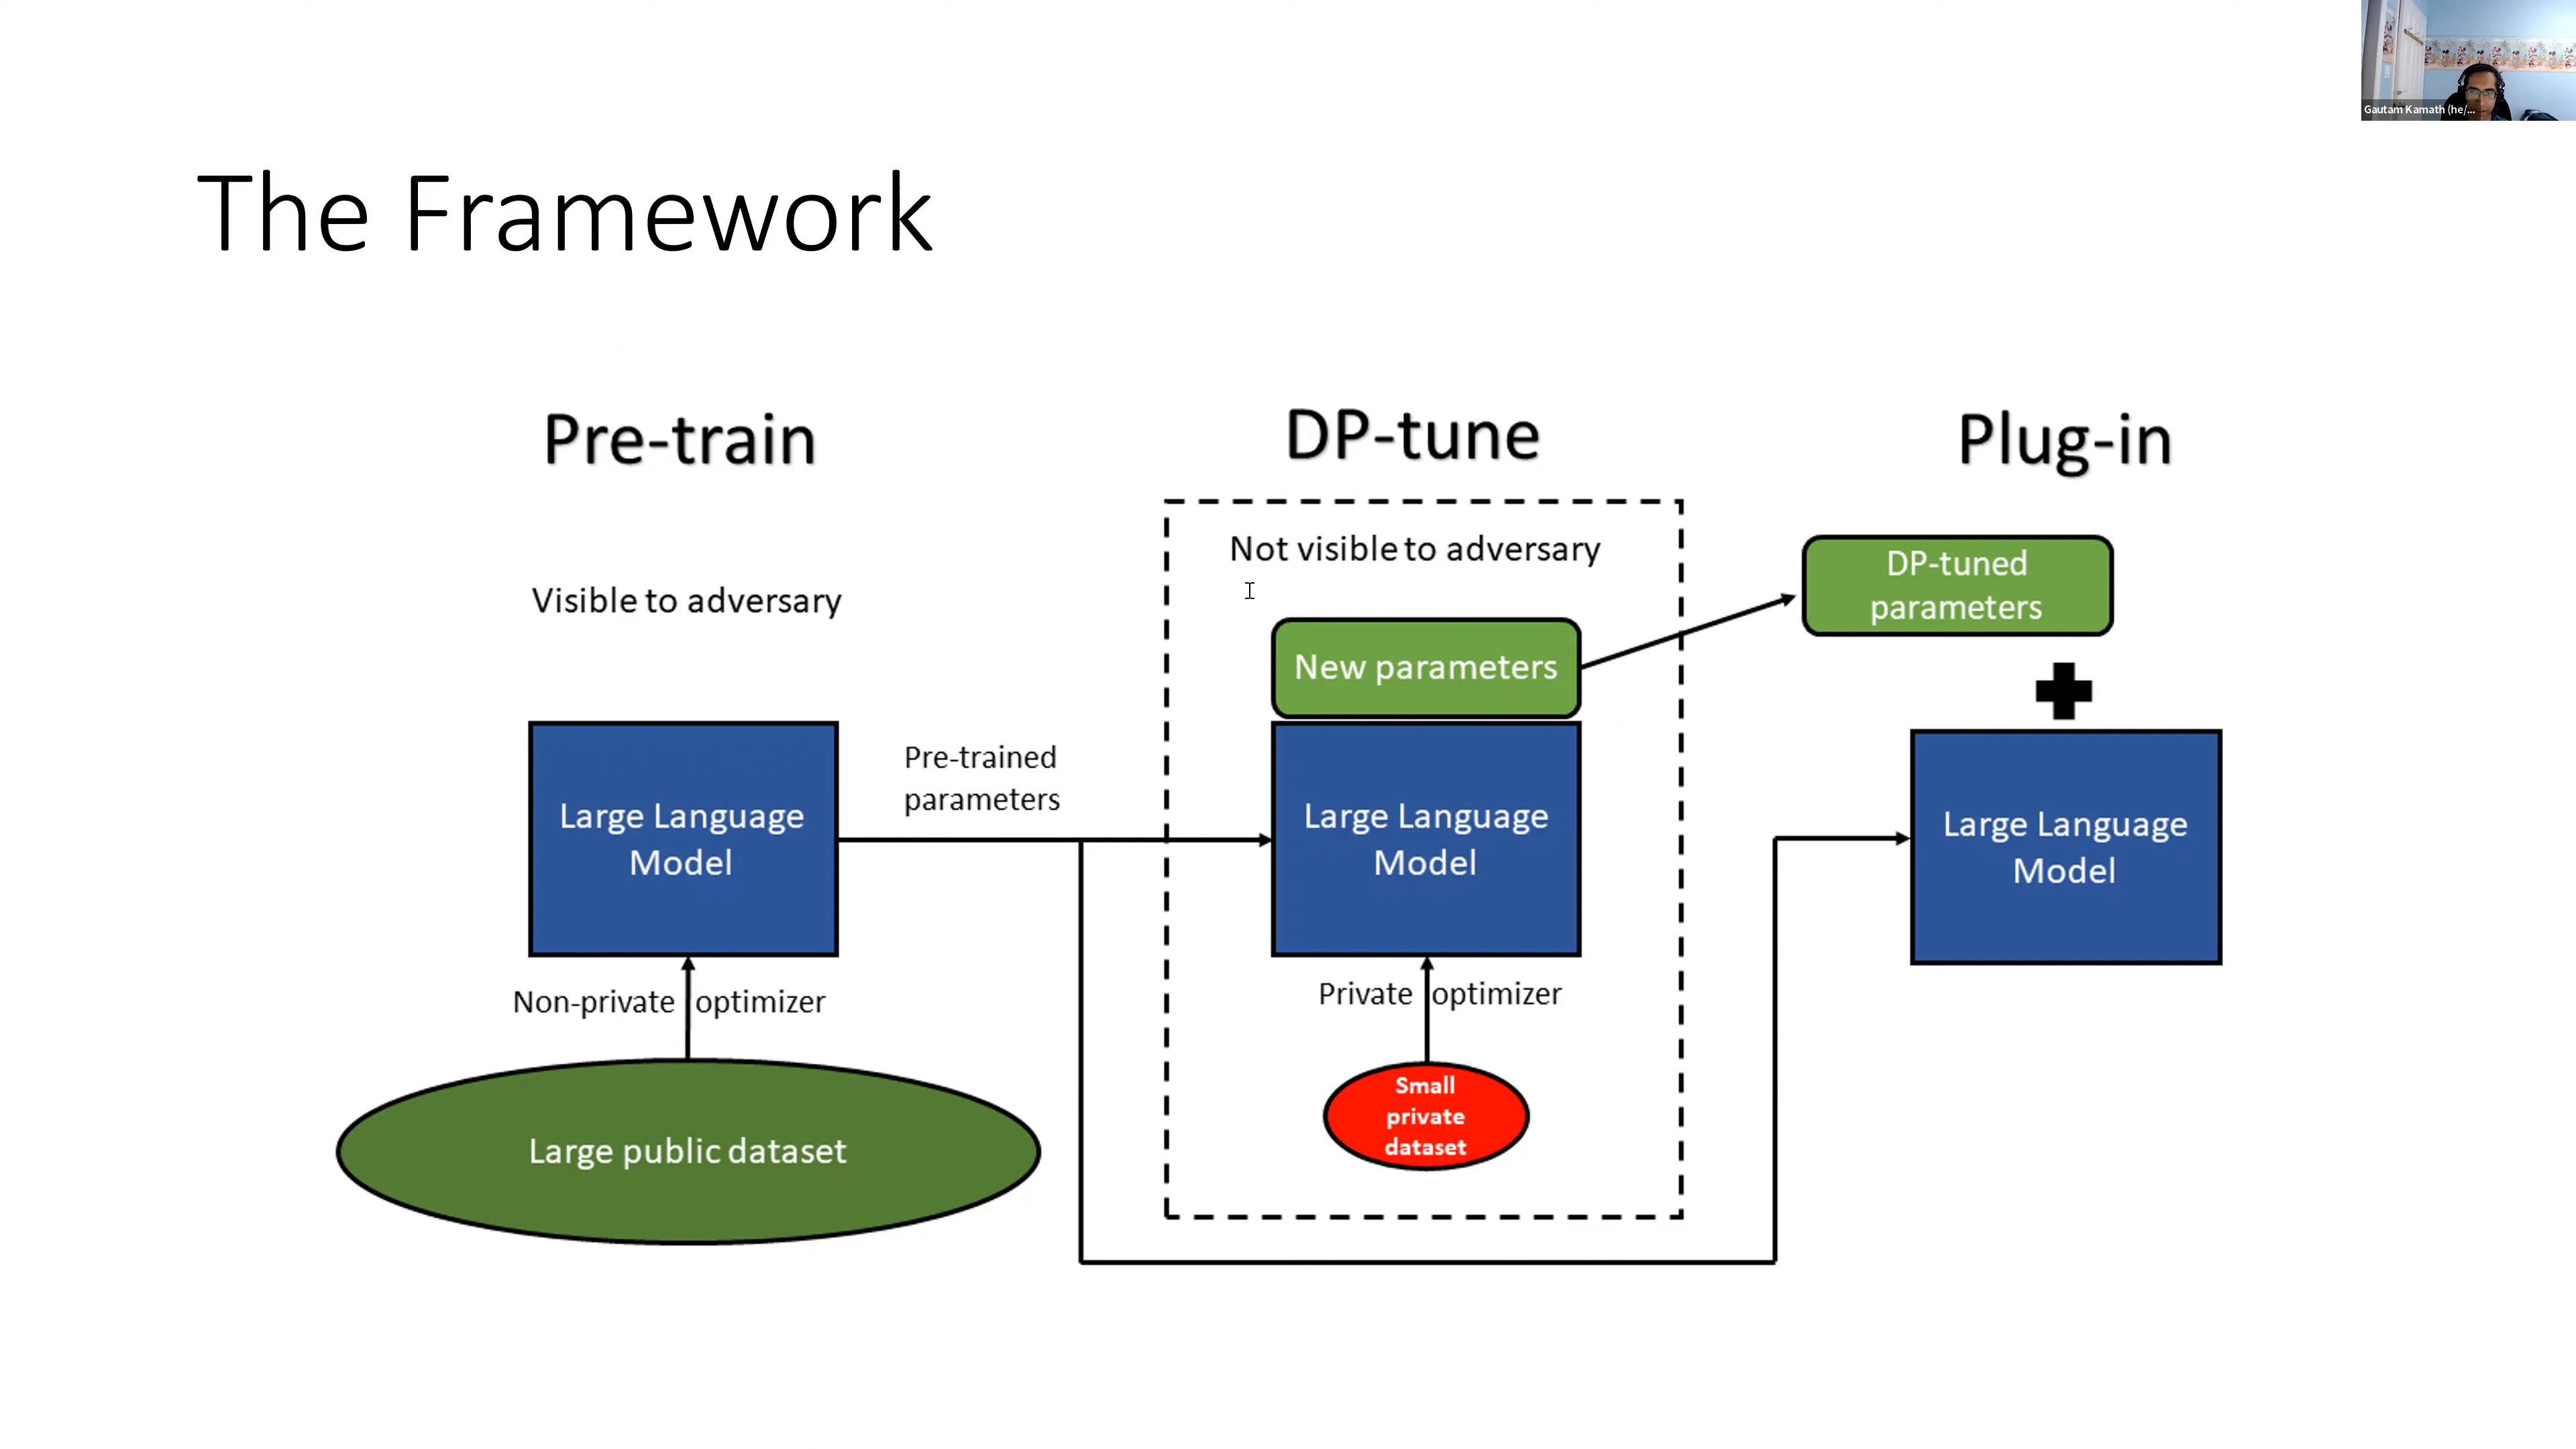 Gautam Kamath (he/...
The Framework
Pre-train
DP-tune
Plug-in
Visible to adversary
Not visible to adversary
New parameters
DP-tuned
parameters
Large Language
Model
Pre-trained
parameters
Large Language
Model
Large Language
Model
Non-private optimizer
Private optimizer
Large public dataset
Small
private
dataset